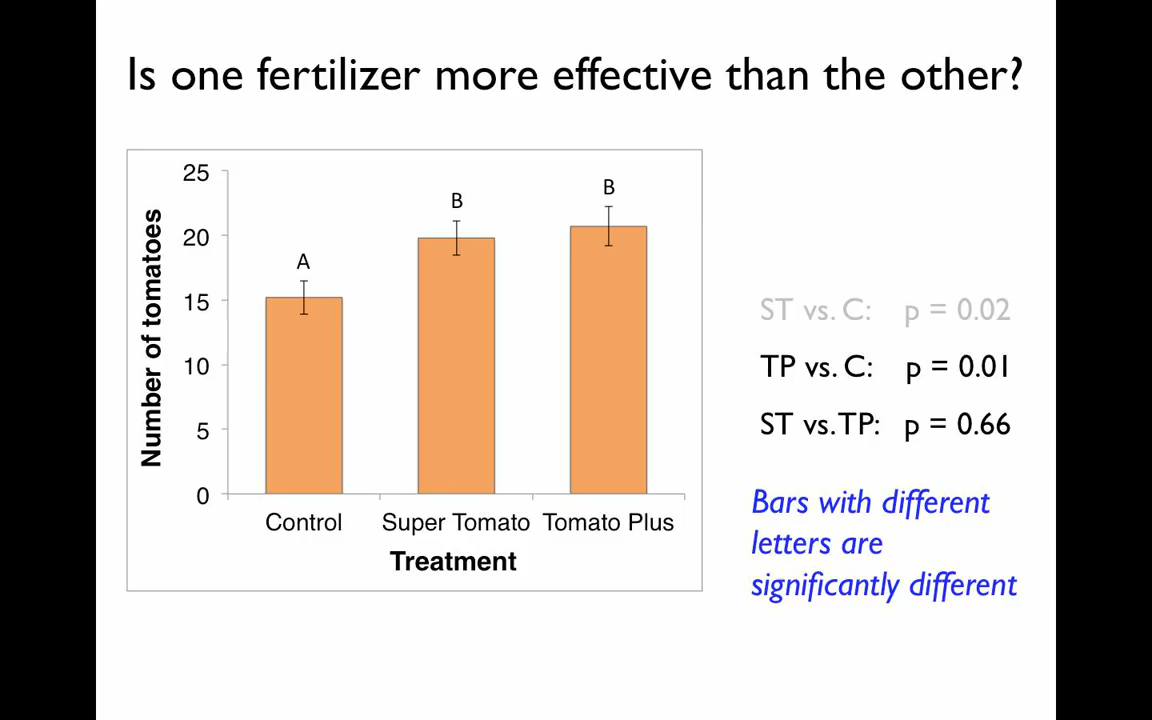 Is one fertilizer more effective than the other?
Number of tomatoes
25
20
15
10
5
0
A
B
B
Control
Super Tomato
Tomato Plus
Treatment
ST vs. C: p = 0.02
TP vs. C: p = 0.01
ST vs. TP: p = 0.66
Bars with different
letters are
significantly different